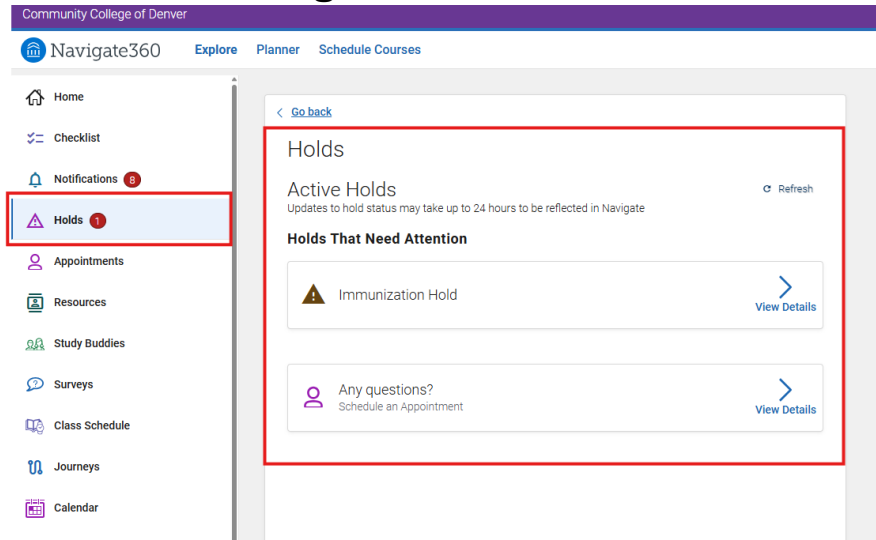 Community College of Denver
Navigate360 Explore Planner Schedule Courses
Home
Checklist
Notifications 8
Holds 1
Appointments
Resources
Study Buddies
Surveys
Class Schedule
Journeys
Calendar
Go back
Holds
Active Holds
Refresh
Updates to hold status may take up to 24 hours to be reflected in Navigate
Holds That Need Attention
Immunization Hold
View Details
Any questions?
Schedule an Appointment
View Details